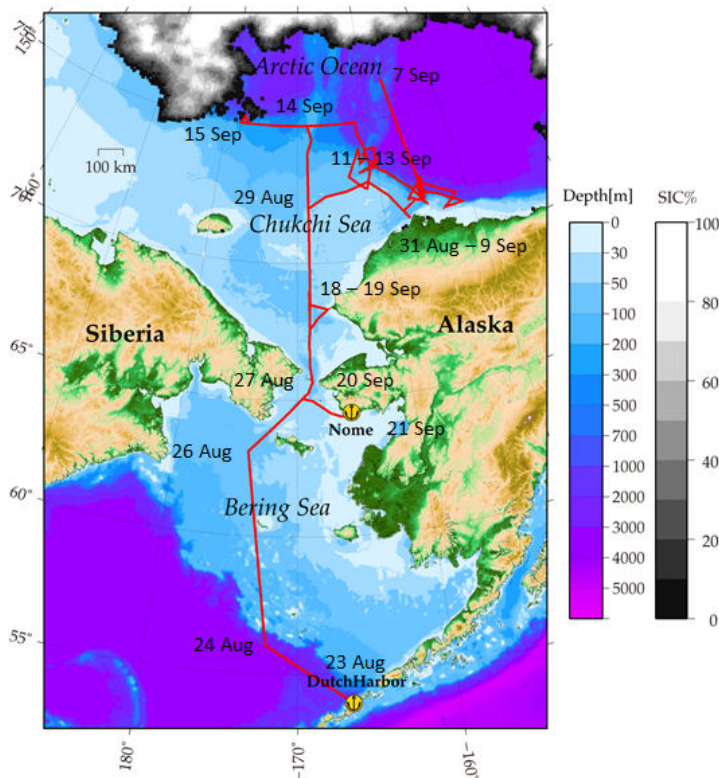 Arctic Ocean
7 Sep
14 Sep
15 Sep
11 – 13 Sep
100 km
29 Aug
Chukchi Sea
31 Aug – 9 Sep
18 – 19 Sep
Siberia
Alaska
27 Aug
20 Sep
Nome
21 Sep
26 Aug
Bering Sea
24 Aug
23 Aug
DutchHarbor
65°
60°
55°
180°
−170°
−160°
Depth[m]
0
30
50
100
200
300
500
700
1000
2000
3000
4000
5000
SIC%
100
80
60
40
20
0